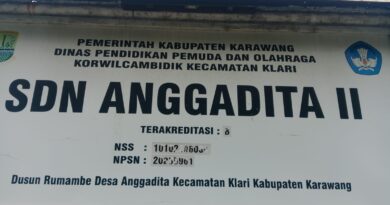 PEMERINTAH KABUPATEN KARAWANG
DINAS PENDIDIKAN PEMUDA DAN OLAHRAGA
KORWILCAMBIDIK KECAMATAN KLARI
SDN ANGGADITA II
TERAKREDITASI :
NSS :
NPSN :
Dusun Rumambe Desa Anggadita Kecamatan Klari Kabupaten Karawang